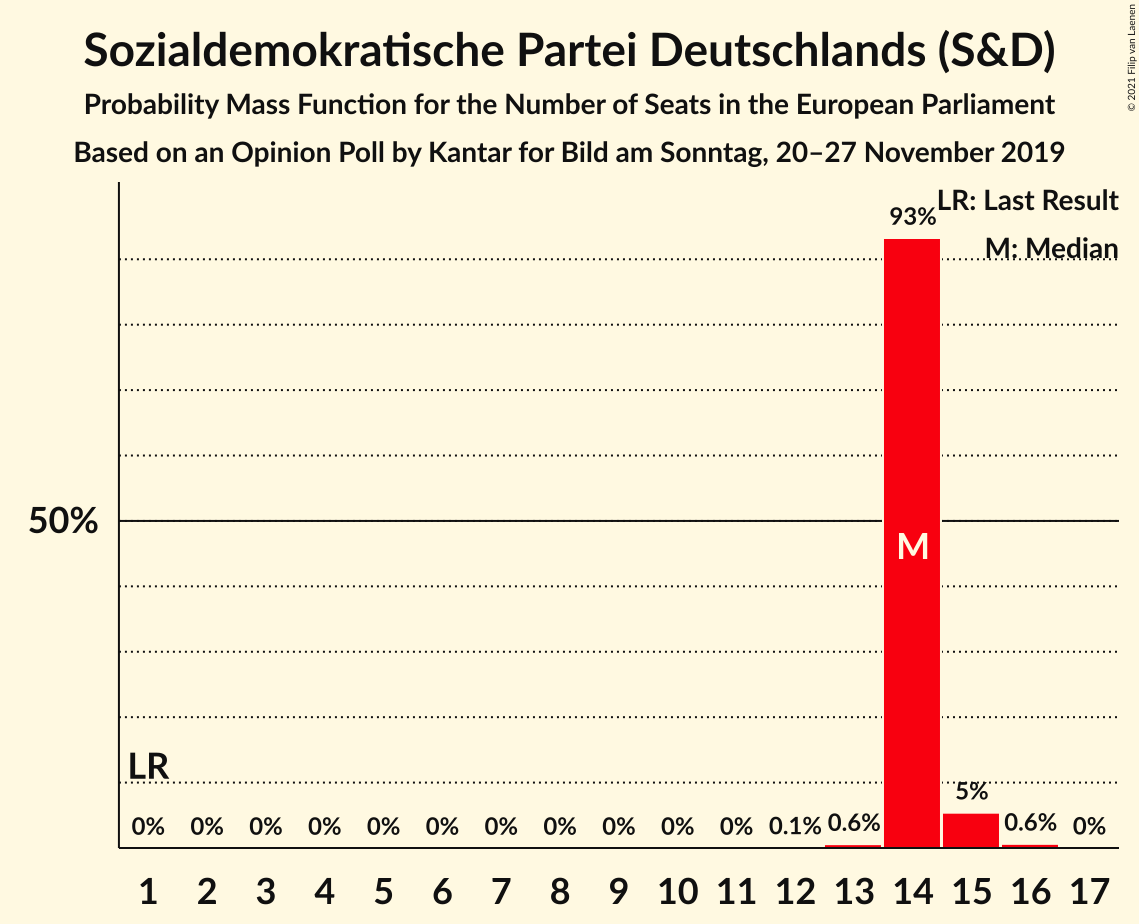 Sozialdemokratische Partei Deutschlands (S&D)
Probability Mass Function for the Number of Seats in the European Parliament
Based on an Opinion Poll by Kantar for Bild am Sonntag, 20–27 November 2019
© 2021 Filip van Laenen
LR: Last Result
M: Median
93%
50%
M
LR
5%
0% 0% 0% 0% 0% 0% 0% 0% 0% 0% 0% 0.1% 0.6% 0.6% 0%
1 2 3 4 5 6 7 8 9 10 11 12 13 14 15 16 17